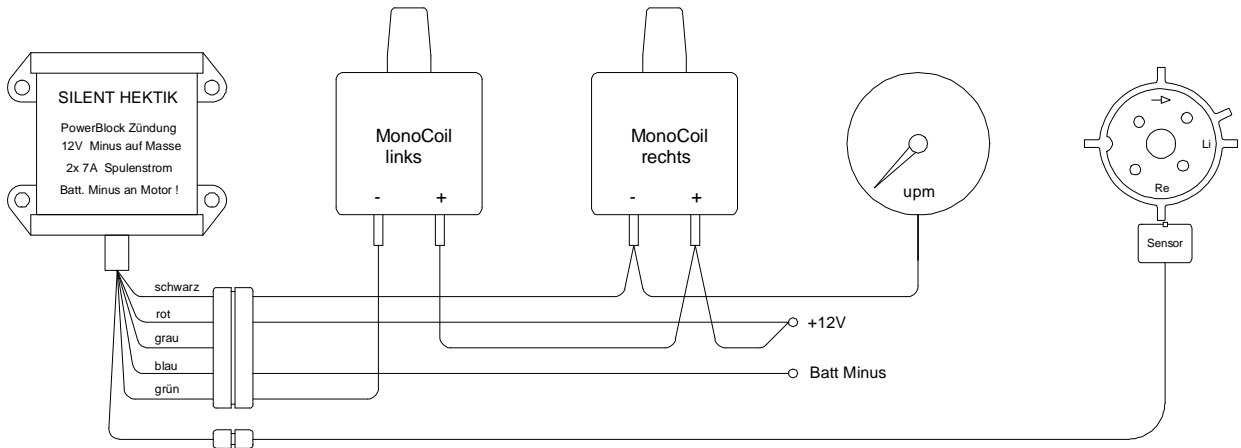 SILENT HEKTIK
PowerBlock Zündung
12V Minus auf Masse
2x 7A Spulenstrom
Batt. Minus an Motor !
MonoCoil
links
- +
MonoCoil
rechts
- +
upm
Li
Re
Sensor
schwarz
rot
grau
blau
grün
+12V
Batt Minus